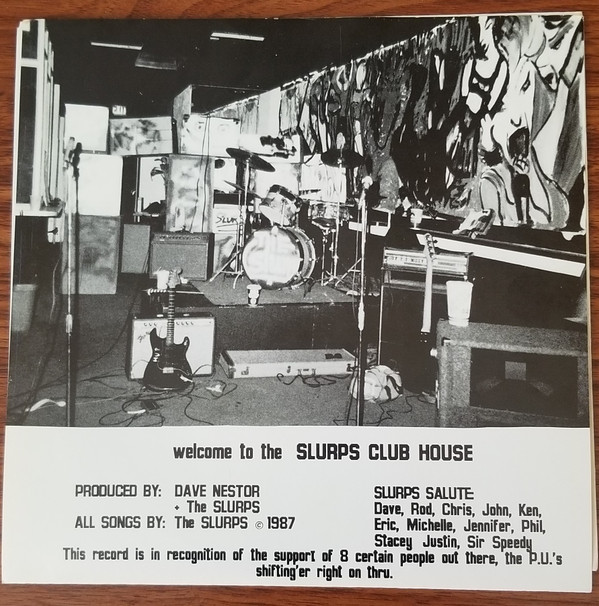 welcome to the SLURPS CLUB HOUSE
PRODUCED BY: DAVE NESTOR
+ The SLURPS
ALL SONGS BY: The SLURPS © 1987
SLURPS SALUTE:
Dave, Rod, Chris, John, Ken,
Eric, Michelle, Jennifer, Phil,
Stacey Justin, Sir Speedy
This record is in recognition of the support of 8 certain people out there, the P.U.'s
shifting'er right on thru.